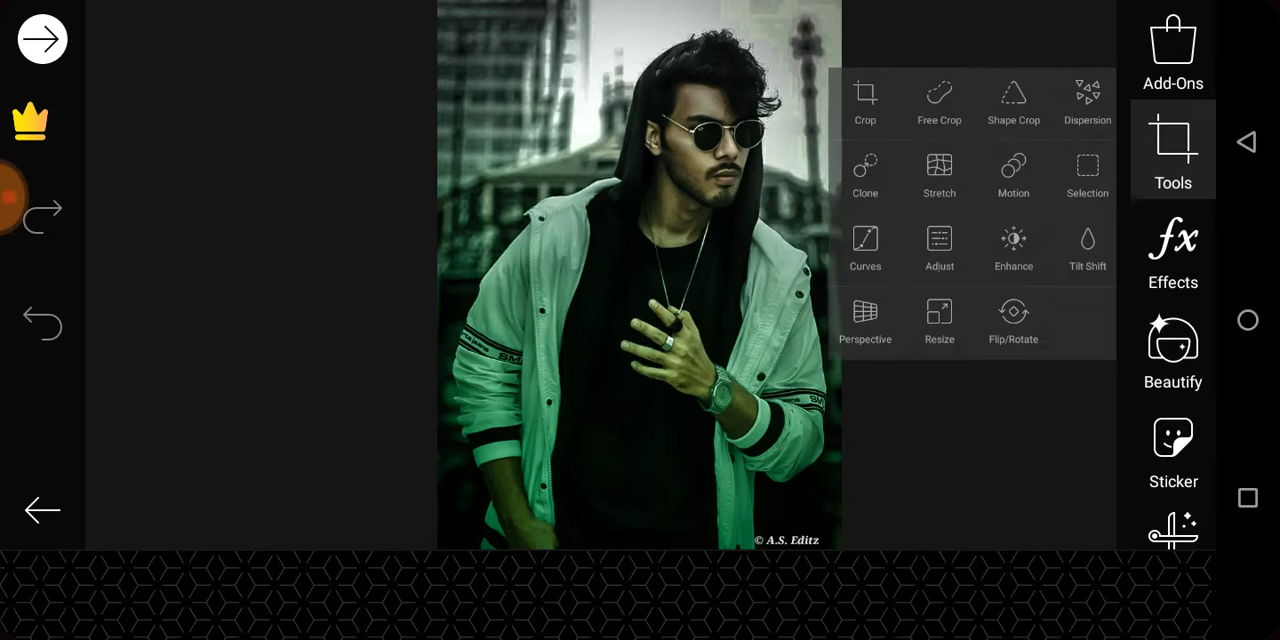 Add-Ons
Crop
Free Crop
Shape Crop
Dispersion
Tools
Clone
Stretch
Motion
Selection
fx
Effects
Curves
Adjust
Enhance
Tilt Shift
Perspective
Resize
Flip/Rotate
Beautify
Sticker
© A.S. Editz